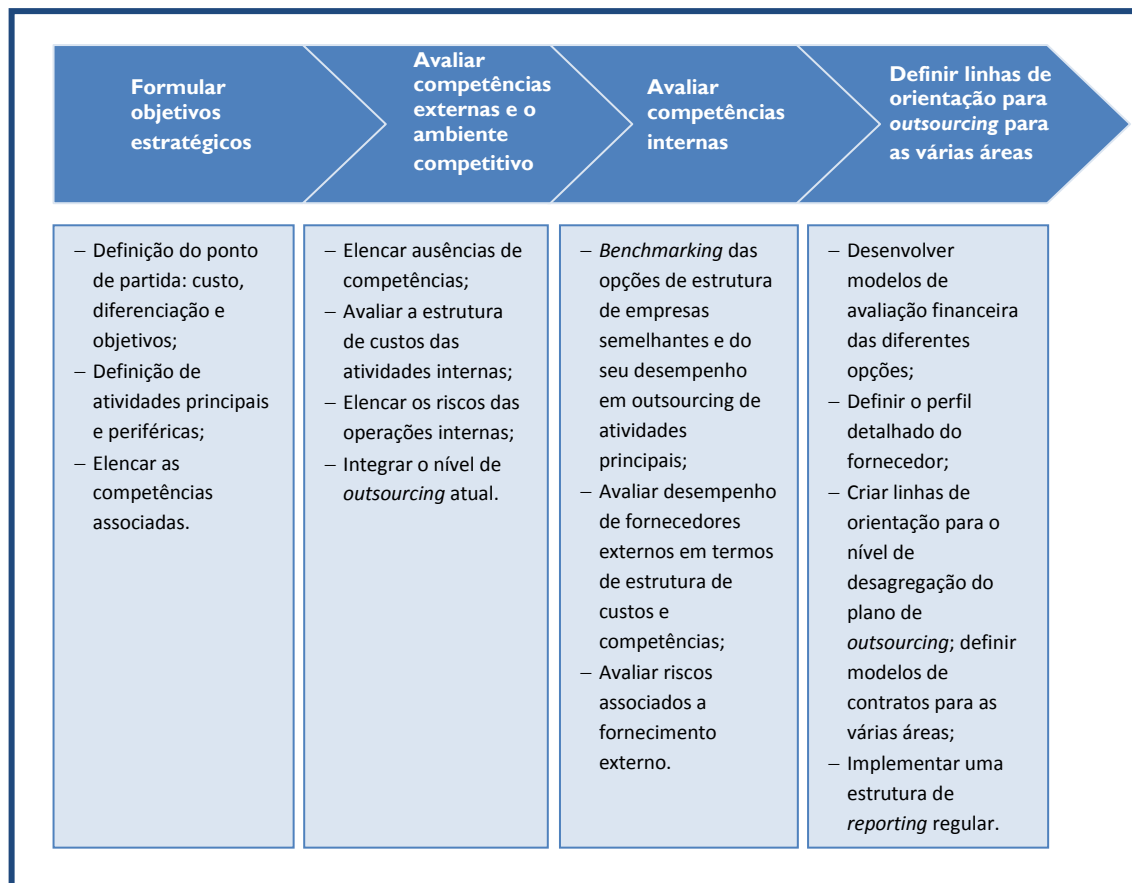 Formular
objetivos
estratégicos
Avaliar
competências
externas e o
ambiente
competitivo
Avaliar
competências
internas
Definir linhas de
orientação para
outsourcing para
as várias áreas
– Definição do ponto
de partida: custo,
diferenciação e
objetivos;
– Definição de
atividades principais
e periféricas;
– Elencar as
competências
associadas.
– Elencar ausências de
competências;
– Avaliar a estrutura
de custos das
atividades internas;
– Elencar os riscos das
operações internas;
– Integrar o nível de
outsourcing atual.
– Benchmarking das
opções de estrutura
de empresas
semelhantes e do
seu desempenho
em outsourcing de
atividades
principais;
– Avaliar desempenho
de fornecedores
externos em termos
de estrutura de
custos e
competências;
– Avaliar riscos
associados a
fornecimento
externo.
– Desenvolver
modelos de
avaliação financeira
das diferentes
opções;
– Definir o perfil
detalhado do
fornecedor;
– Criar linhas de
orientação para o
nível de
desagregação do
plano de
outsourcing; definir
modelos de
contratos para as
várias áreas;
– Implementar uma
estrutura de
reporting regular.